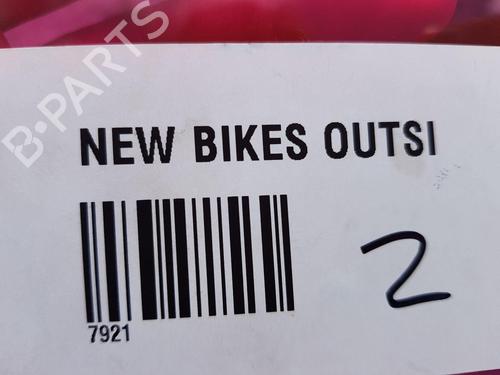 B-PARTS
NEW BIKES OUTSI
2
7921